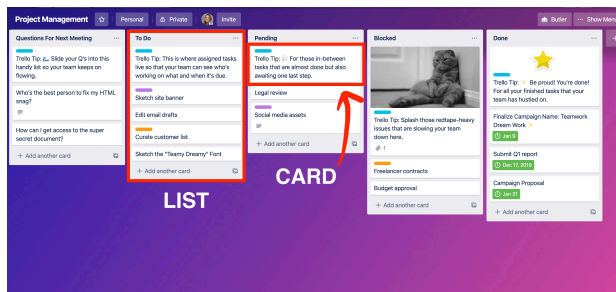 Project Management
Personal
Private
Invite
Butler
Show Menu
Questions For Next Meeting
Trello Tip: Slide your Q's into this
handy list so your team keeps on
flowing.
Who's the best person to fix my HTML
snag?
How can I get access to the super
secret document?
+ Add another card
To Do
Trello Tip: This is where assigned tasks
live so that your team can see who's
working on what and when it's due.
Sketch site banner
Edit email drafts
Curate customer list
Sketch the "Teamy Dreamy" Font
+ Add another card
LIST
Pending
Trello Tip: For those in-between
tasks that are almost done but also
awaiting one last step.
Legal review
Social media assets
+ Add another card
CARD
Blocked
Trello Tip: Splash those redtape-heavy
issues that are slowing your team
down here.
1
Freelancer contracts
Budget approval
+ Add another card
Done
Trello Tip: Be proud! You're done!
For all your finished tasks that your
team has hustled on.
Finalize Campaign Name: Teamwork
Dream Work
Jan 9
Submit Q1 report
Dec 17, 2019
Campaign Proposal
Jan 31
+ Add another card